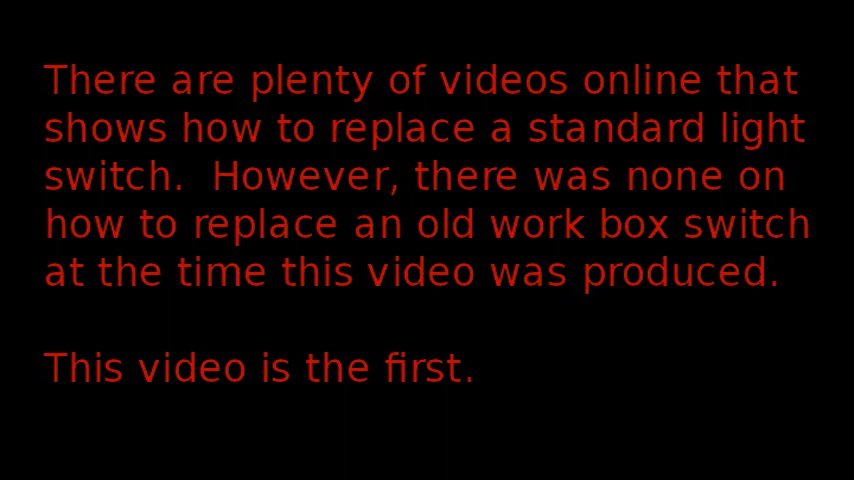 There are plenty of videos online that
shows how to replace a standard light
switch.  However, there was none on
how to replace an old work box switch
at the time this video was produced.
This video is the first.